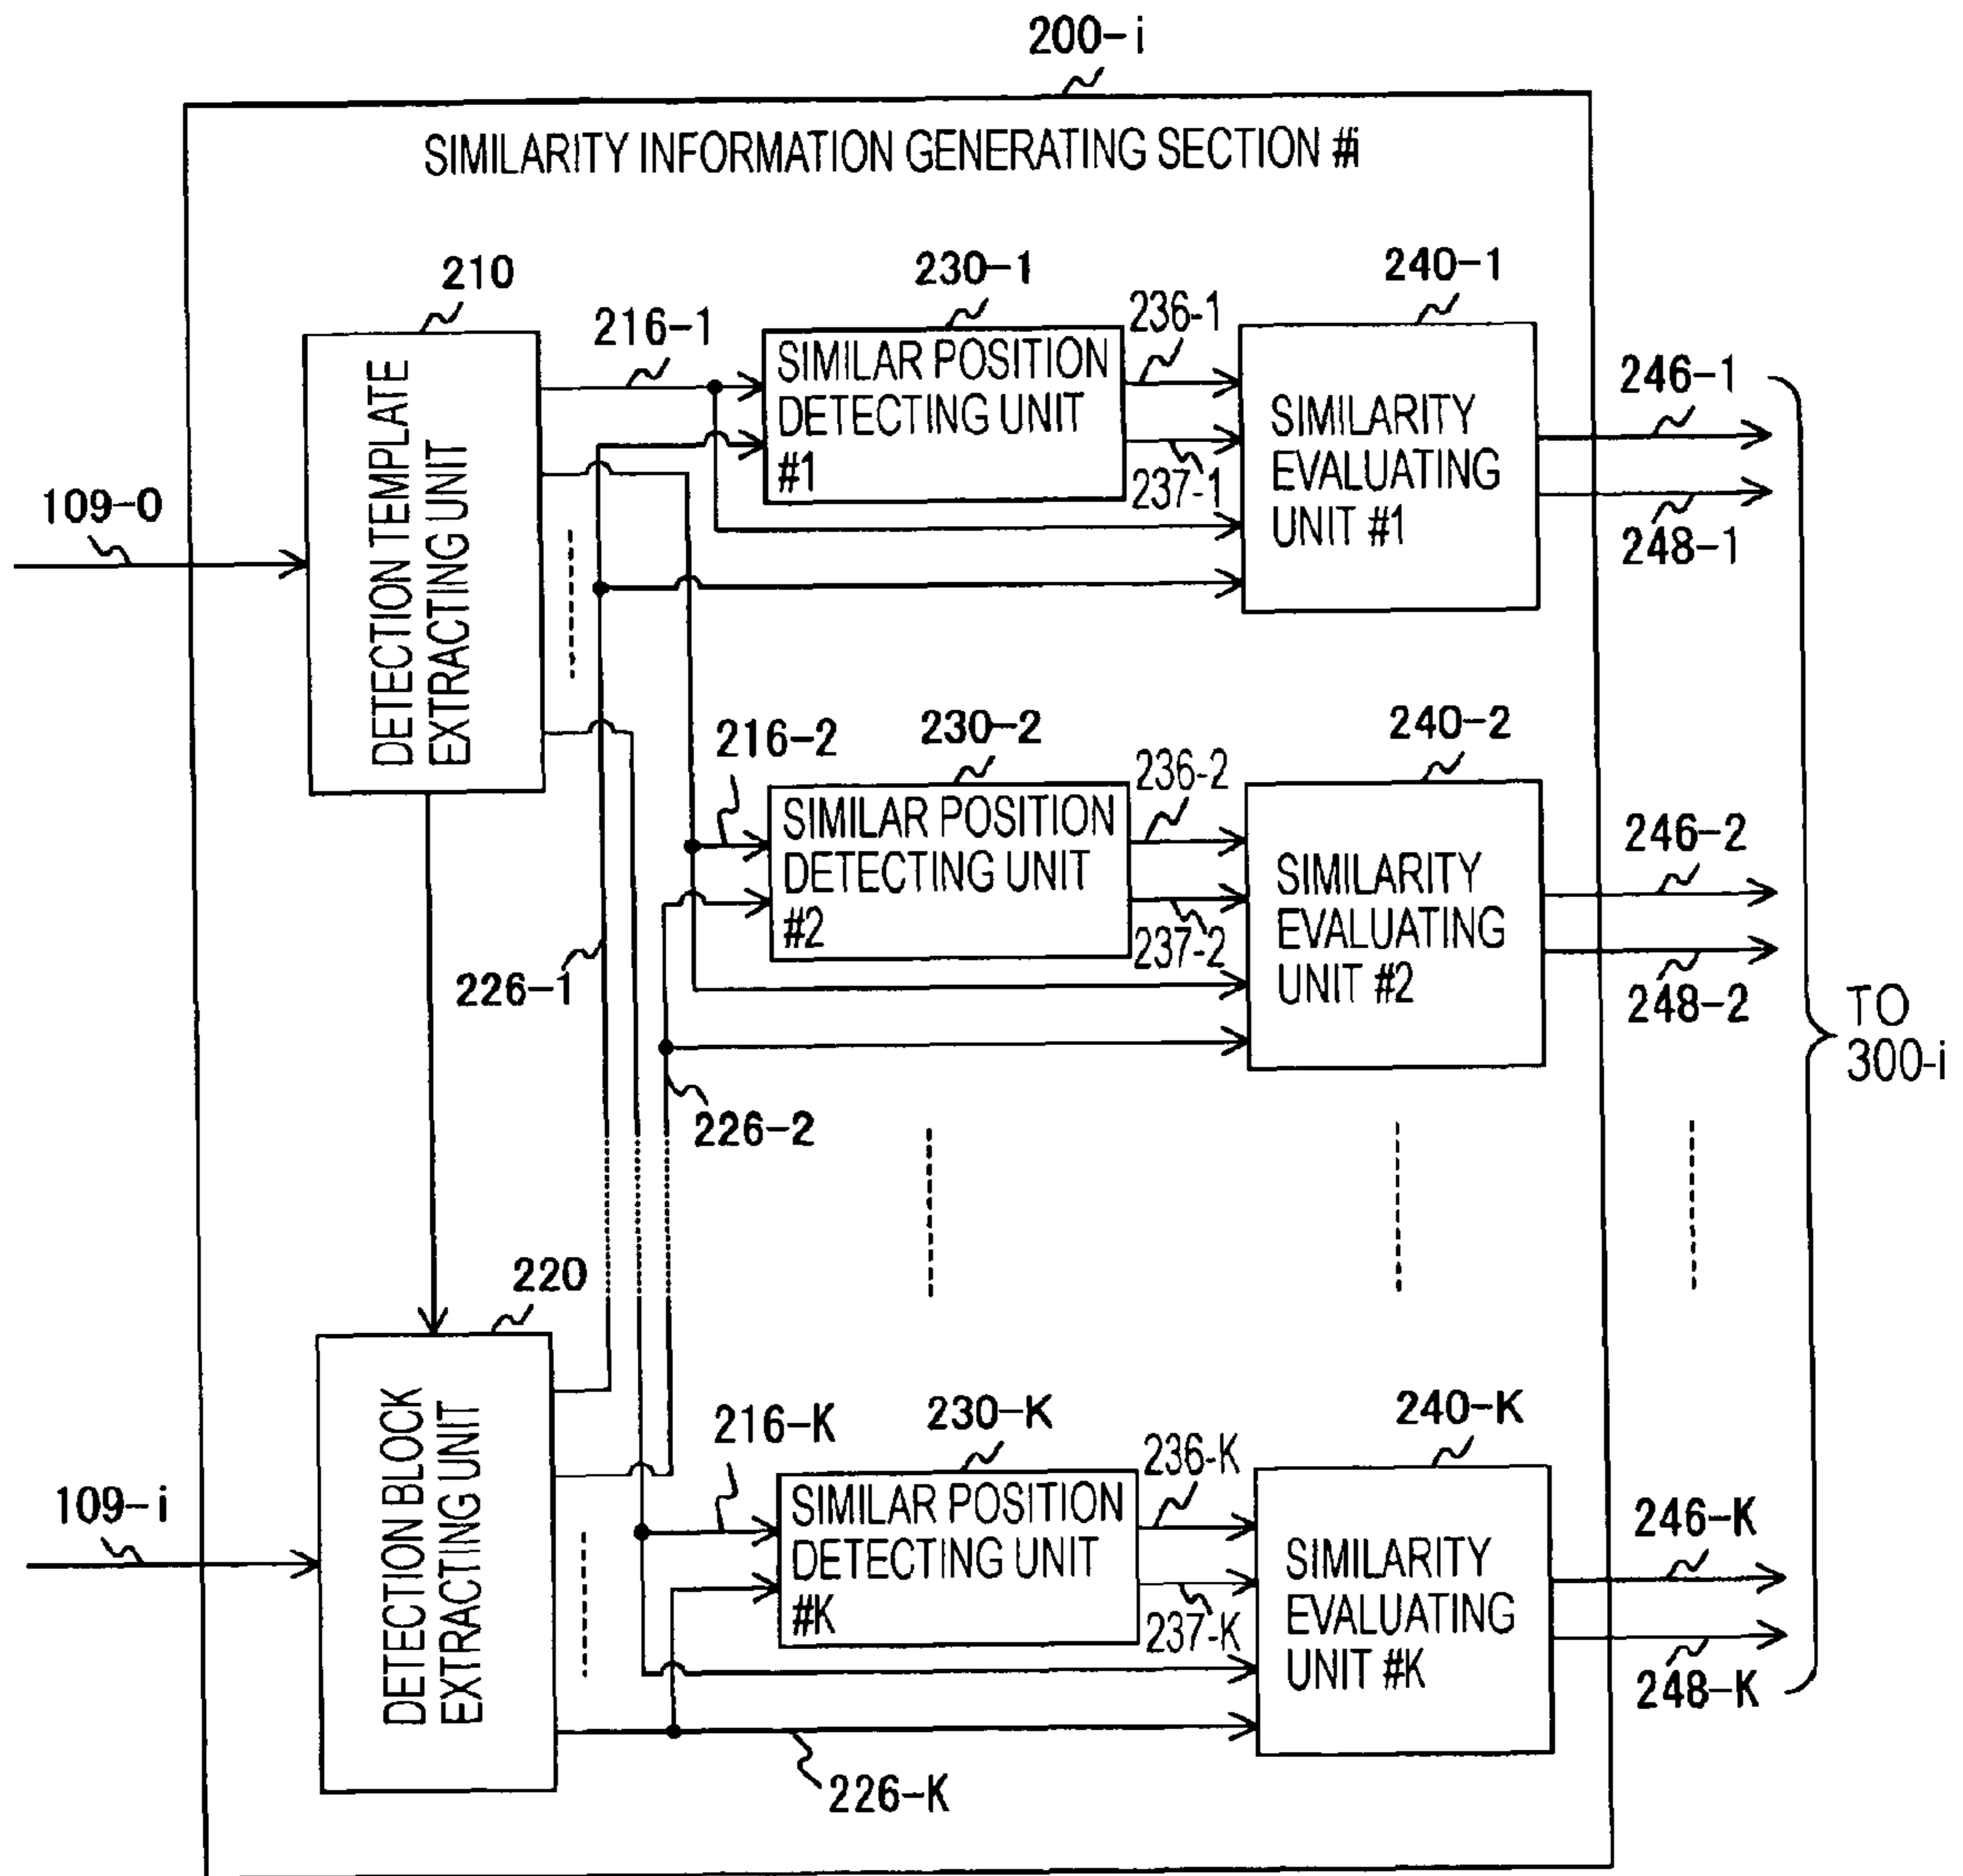 200-i
SIMILARITY INFORMATION GENERATING SECTION #i
210
230-1
240-1
216-1
236-1
DETECTION TEMPLATE
EXTRACTING UNIT
SIMILAR POSITION
DETECTING UNIT
#1
237-1
SIMILARITY
EVALUATING
UNIT #1
246-1
248-1
109-0
216-2
230-2
240-2
236-2
SIMILAR POSITION
DETECTING UNIT
#2
237-2
SIMILARITY
EVALUATING
UNIT #2
246-2
248-2
226-1
226-2
TO
300-i
220
DETECTION BLOCK
EXTRACTING UNIT
109-i
216-K
230-K
240-K
236-K
SIMILAR POSITION
DETECTING UNIT
#K
237-K
SIMILARITY
EVALUATING
UNIT #K
246-K
248-K
226-K